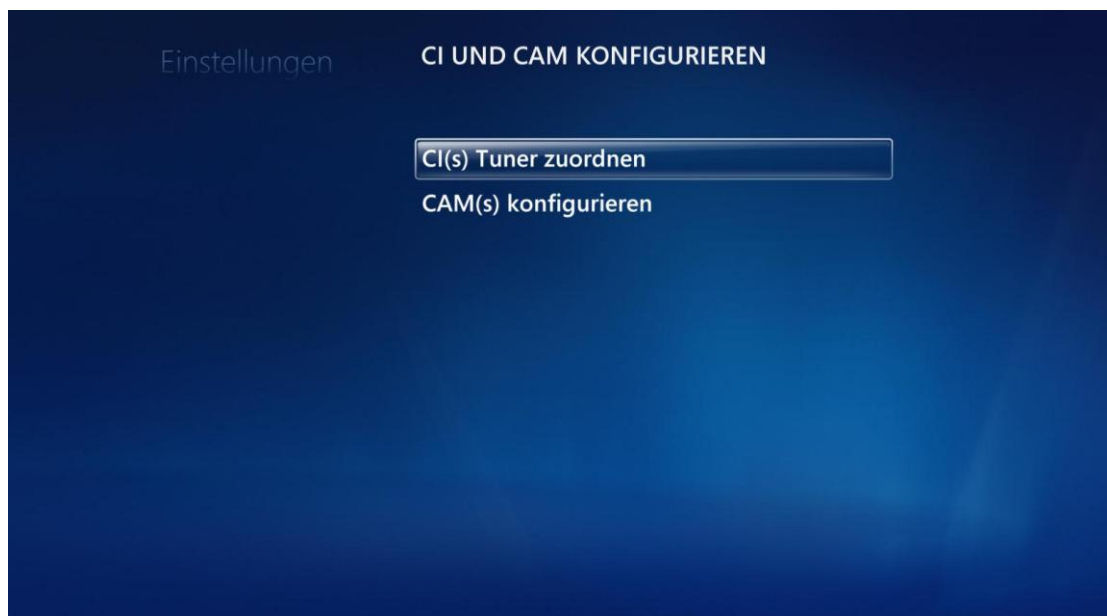 Einstellungen
CI UND CAM KONFIGURIEREN
CI(s) Tuner zuordnen
CAM(s) konfigurieren